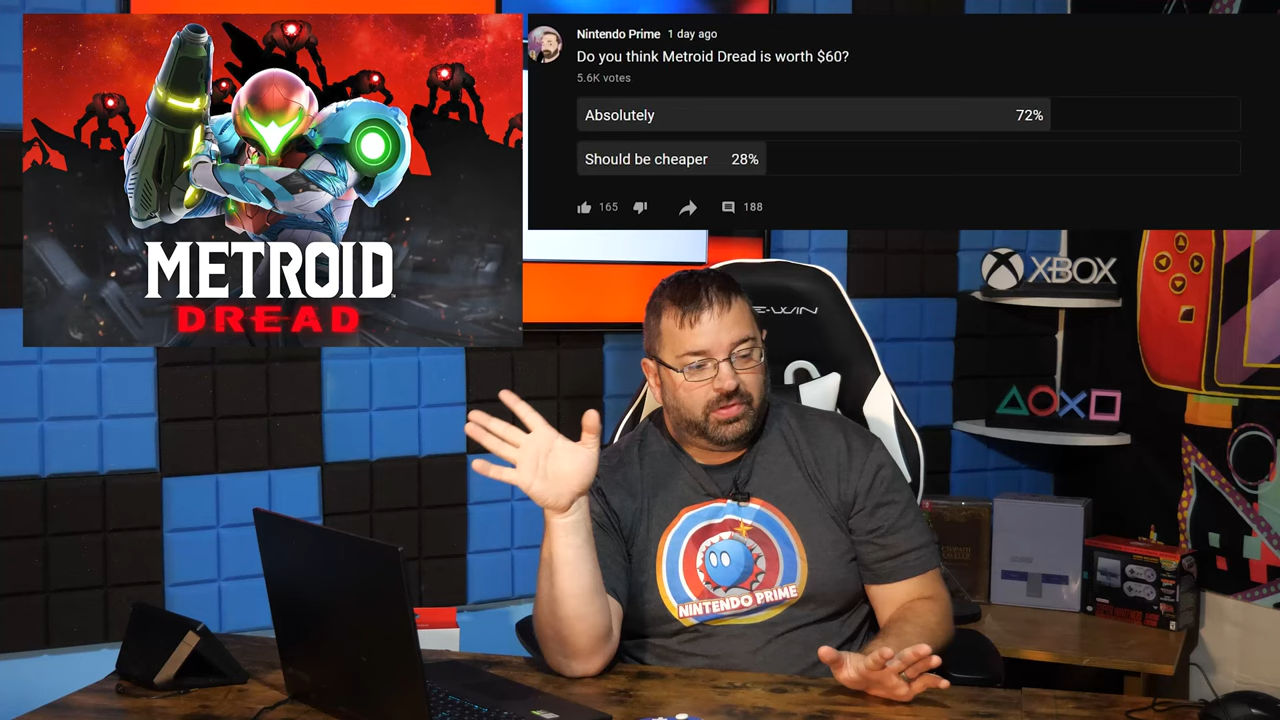 Nintendo Prime 1 day ago
Do you think Metroid Dread is worth $60?
5.6K votes
Absolutely 72%
Should be cheaper 28%
165 188
METROID
DREAD
XBOX
E-WIN
NINTENDO PRIME